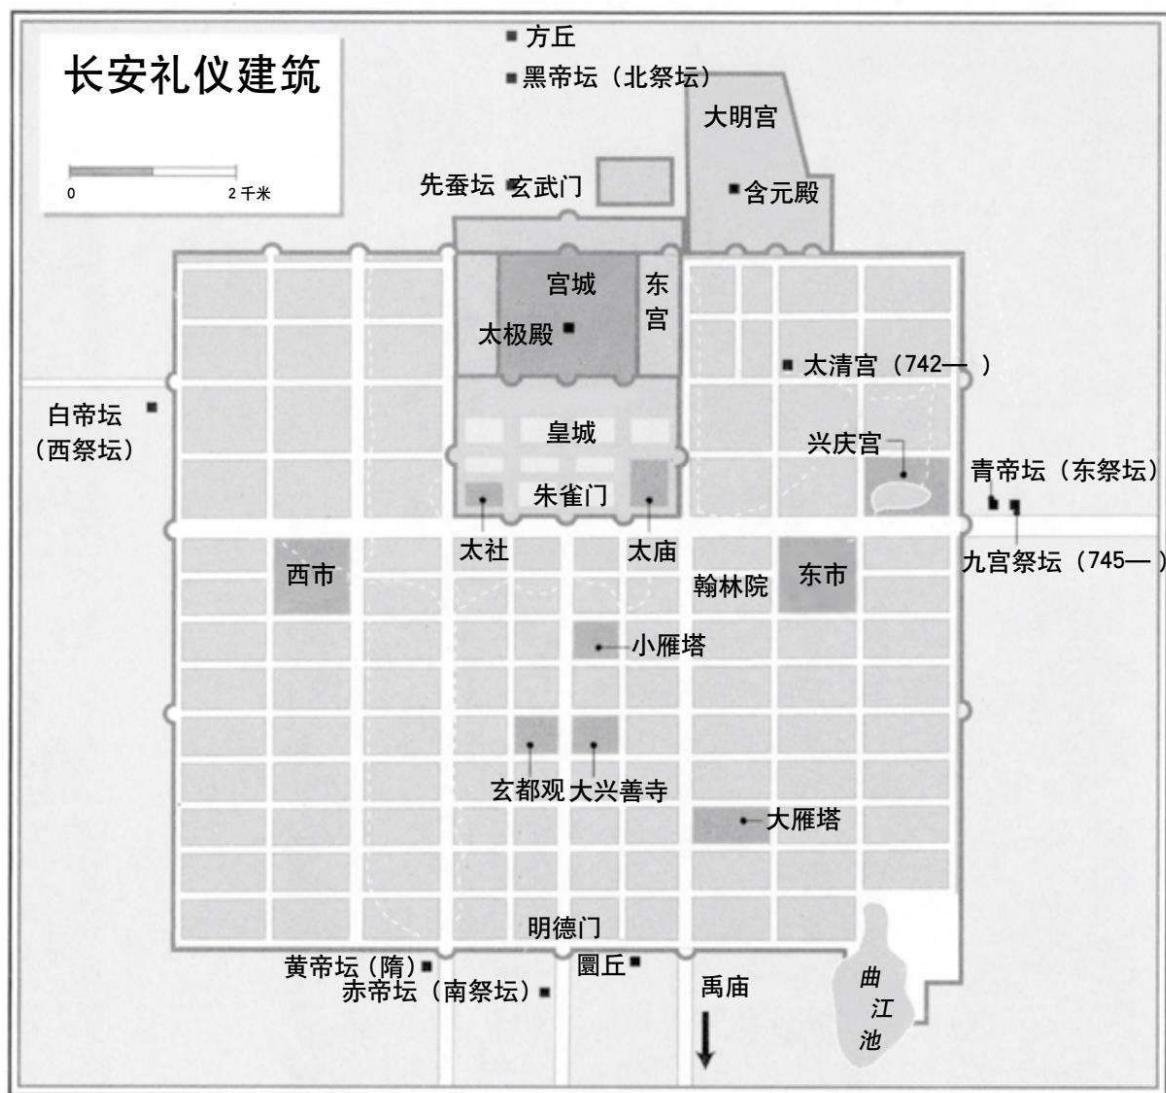 长安礼仪建筑
0 2千米
方丘
黑帝坛（北祭坛）
大明宫
先蚕坛
玄武门
含元殿
宫城
东宫
太极殿
太清宫（742— ）
白帝坛
（西祭坛）
皇城
兴庆宫
青帝坛（东祭坛）
朱雀门
太社
太庙
九宫祭坛（745— ）
西市
翰林院
东市
小雁塔
玄都观
大兴善寺
大雁塔
明德门
黄帝坛（隋）
圜丘
赤帝坛（南祭坛）
禹庙
曲江池